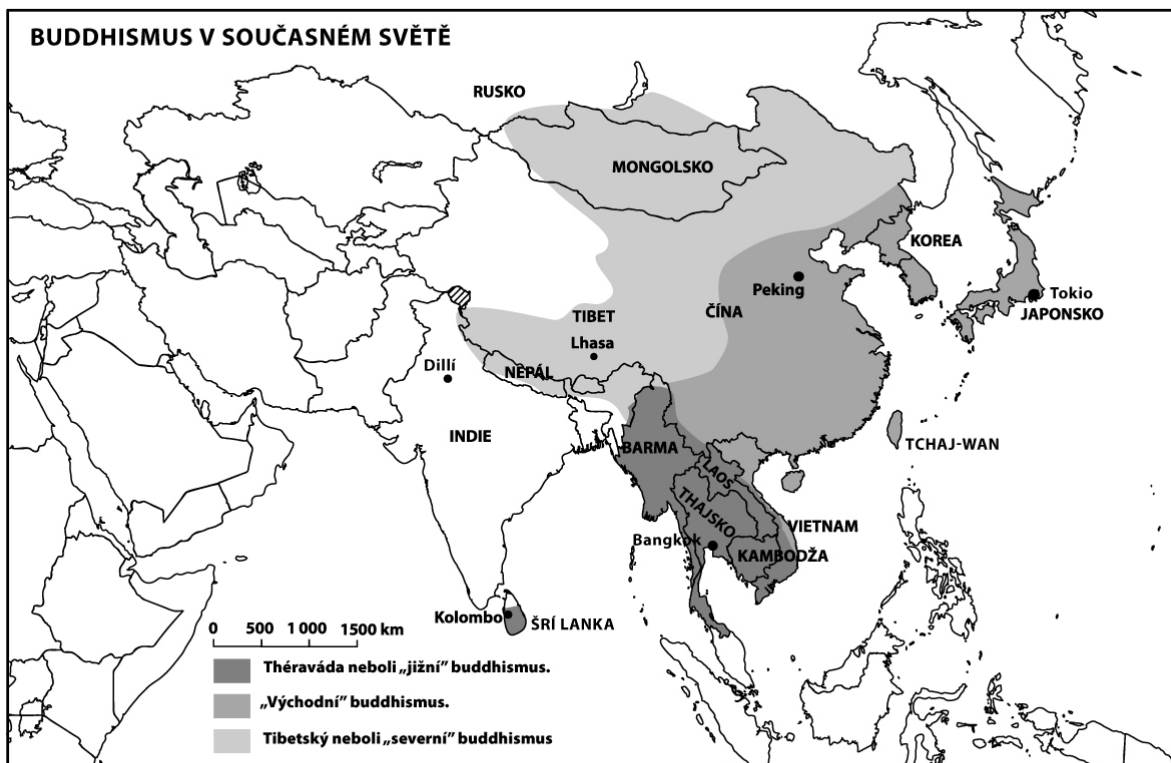 BUDDHISMUS V SOUČASNÉM SVĚTĚ
RUSKO
MONGOLSKO
KOREA
Peking
Tokio
JAPONSKO
ČÍNA
TIBET
Lhasa
Dillí
NĚPÁL
INDIE
BARMA
TCHAJ-WAN
LAOS
THAJSKO
VIETNAM
Bangkok
KAMBODŽA
Kolombo
ŠRÍ LANKA
0 500 1 000 1500 km
Théraváda neboli „jižní” buddhismus.
„Východní” buddhismus.
Tibetský neboli „severní” buddhismus